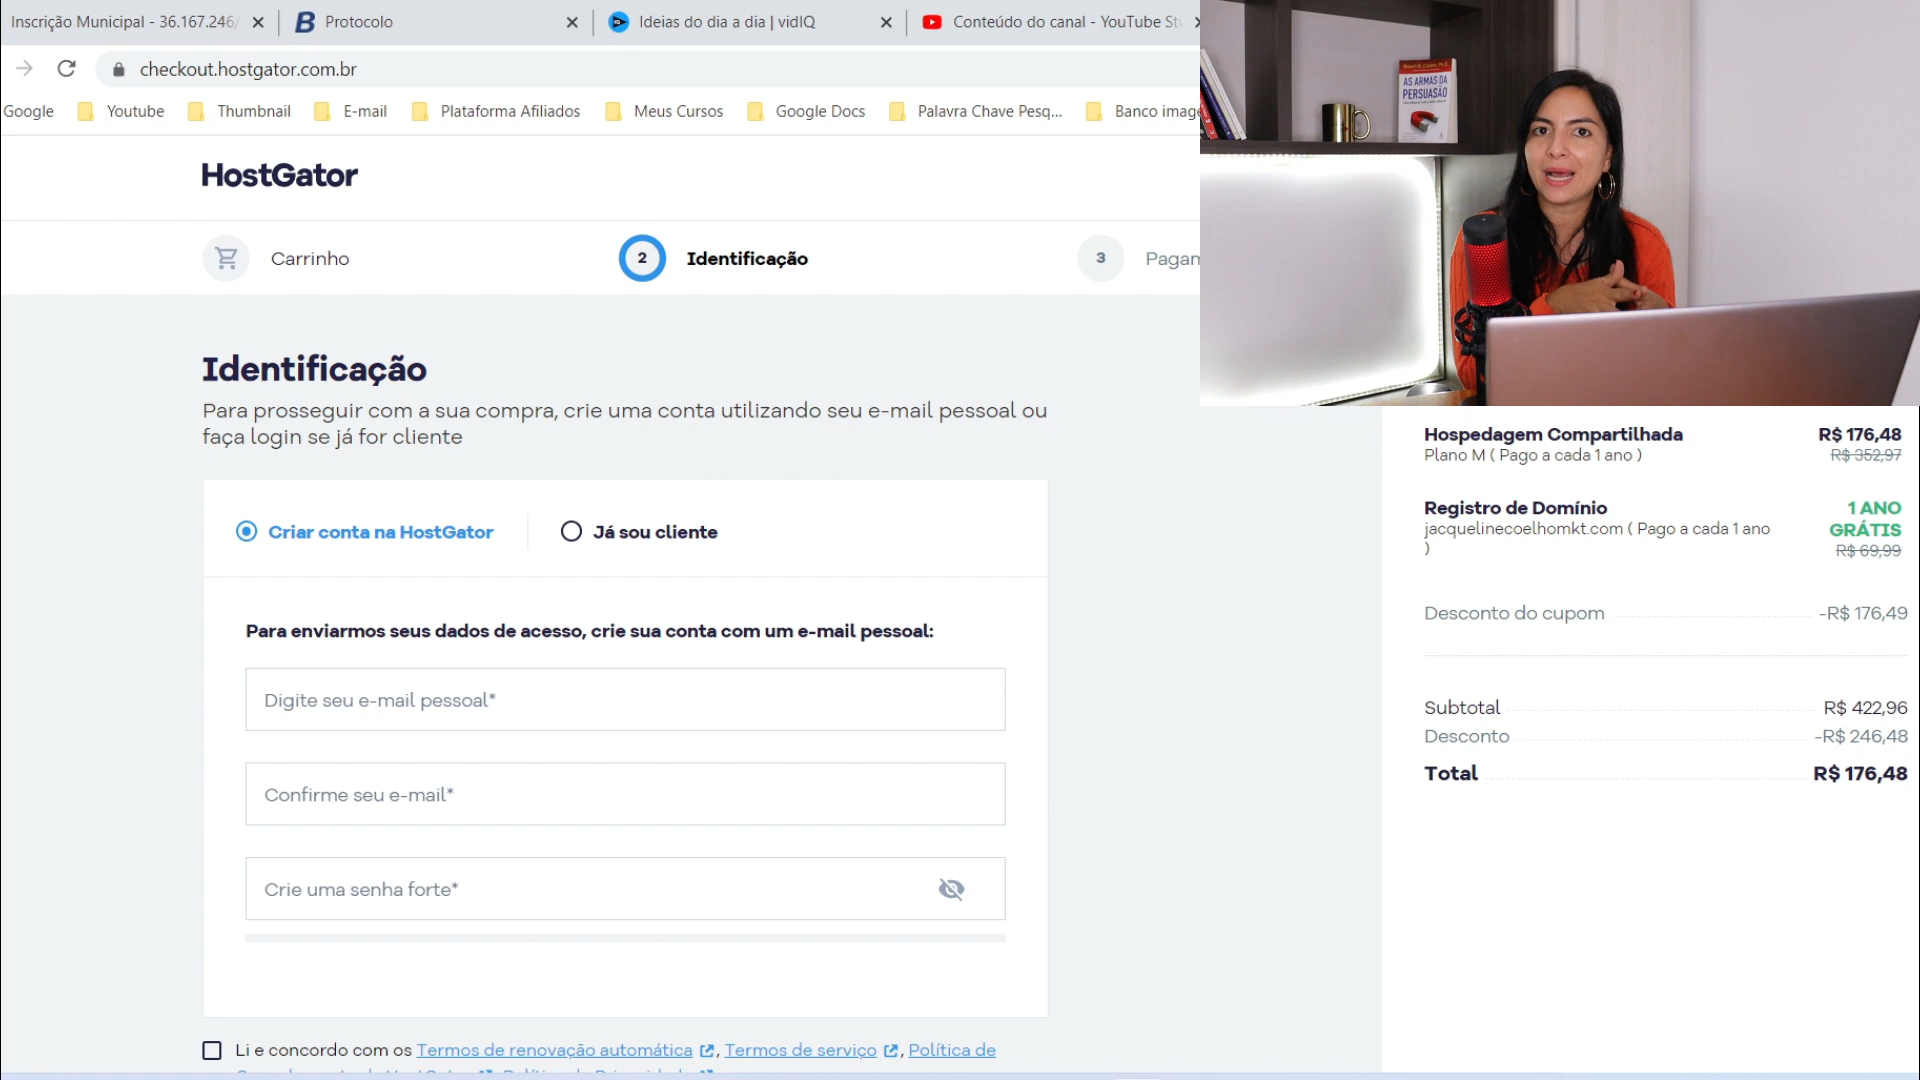 Inscrição Municipal - 36.167.246/
Protocolo
Ideias do dia a dia | vidIQ
Conteúdo do canal - YouTube St
checkout.hostgator.com.br
Google
Youtube
Thumbnail
E-mail
Plataforma Afiliados
Meus Cursos
Google Docs
Palavra Chave Pesq...
Banco image
AS ARMAS DA
PERSUASÃO
HostGator
Carrinho
2
Identificação
3
Pagam
Identificação
Para prosseguir com a sua compra, crie uma conta utilizando seu e-mail pessoal ou
faça login se já for cliente
Criar conta na HostGator
Já sou cliente
Para enviarmos seus dados de acesso, crie sua conta com um e-mail pessoal:
Digite seu e-mail pessoal*
Confirme seu e-mail*
Crie uma senha forte*
Li e concordo com os Termos de renovação automática , Termos de serviço , Política de
Hospedagem Compartilhada R$ 176,48
Plano M ( Pago a cada 1 ano ) R$ 352,97
Registro de Domínio 1 ANO
GRÁTIS
jacquelinecoelhomkt.com ( Pago a cada 1 ano
) R$ 69,99
Desconto do cupom -R$ 176,49
Subtotal R$ 422,96
Desconto -R$ 246,48
Total R$ 176,48